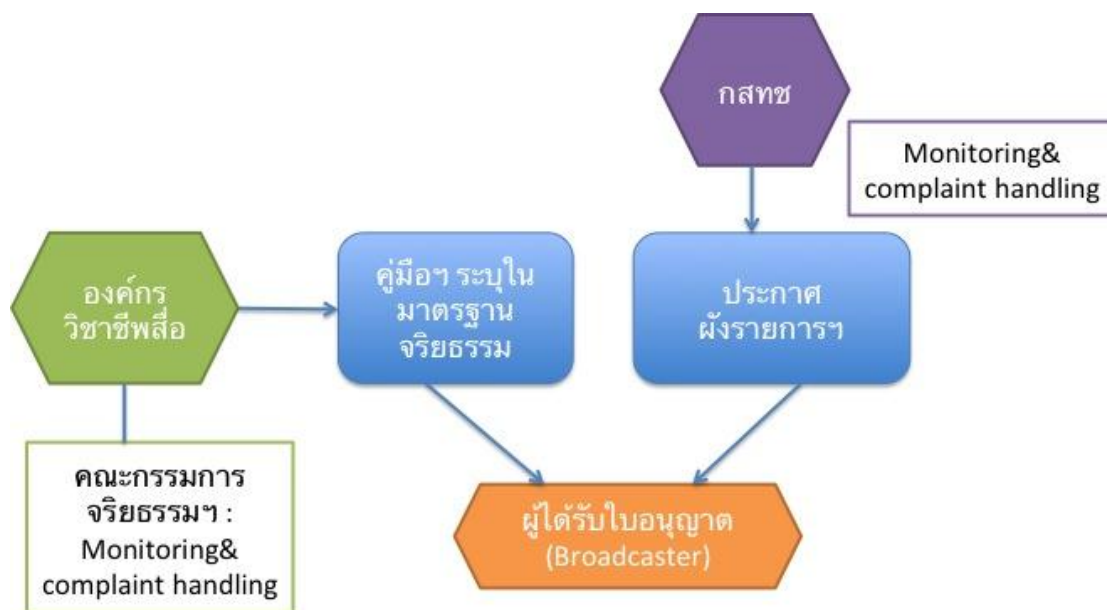 กสทช
Monitoring&
complaint handling
องค์กร
วิชาชีพสื่อ
คู่มือฯ ระบุใน
มาตรฐาน
จริยธรรม
ประกาศ
ผังรายการฯ
คณะกรรมการ
จริยธรรมฯ :
Monitoring&
complaint handling
ผู้ได้รับใบอนุญาต
(Broadcaster)